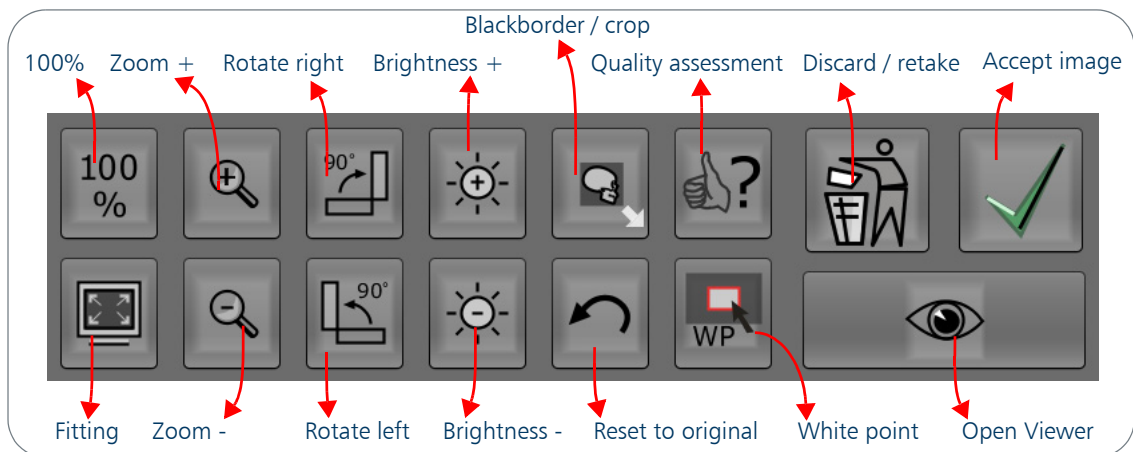 Blackborder / crop
100% Zoom + Rotate right Brightness + Quality assessment Discard / retake Accept image
100
%
90°
?
90°
WP
Fitting Zoom - Rotate left Brightness - Reset to original White point Open Viewer